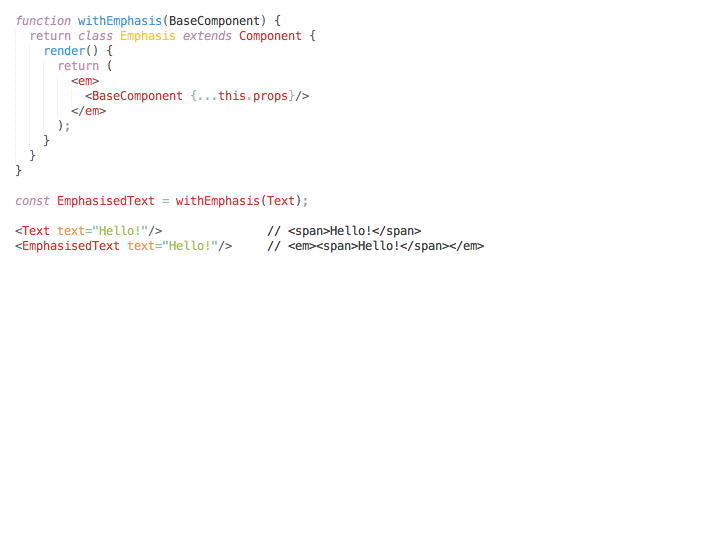 function withEmphasis(BaseComponent) {
  return class Emphasis extends Component {
    render() {
      return (
        <em>
          <BaseComponent {...this.props}/>
        </em>
      );
    }
  }
}

const EmphasisedText = withEmphasis(Text);

<Text text="Hello!"/>               // <span>Hello!</span>
<EmphasisedText text="Hello!"/>     // <em><span>Hello!</span></em>